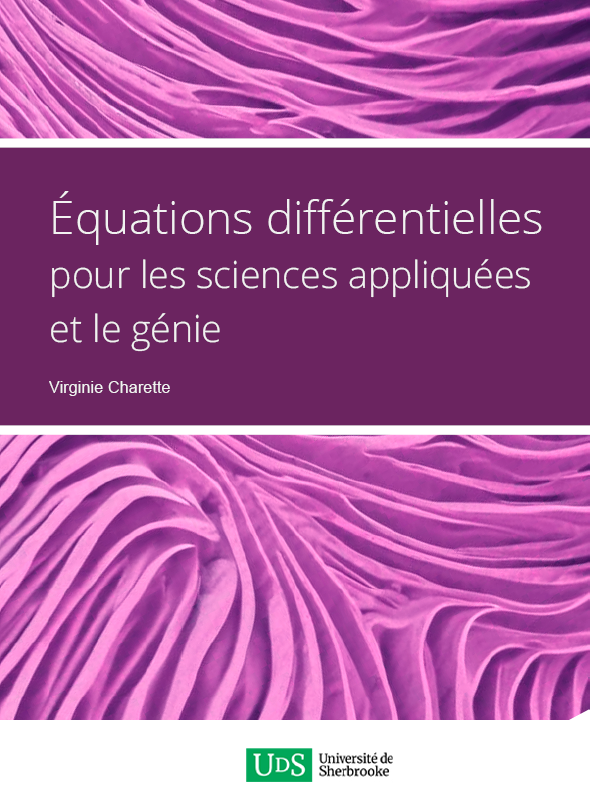 Équations différentielles
pour les sciences appliquées
et le génie
Virginie Charette
UDS Université de
Sherbrooke